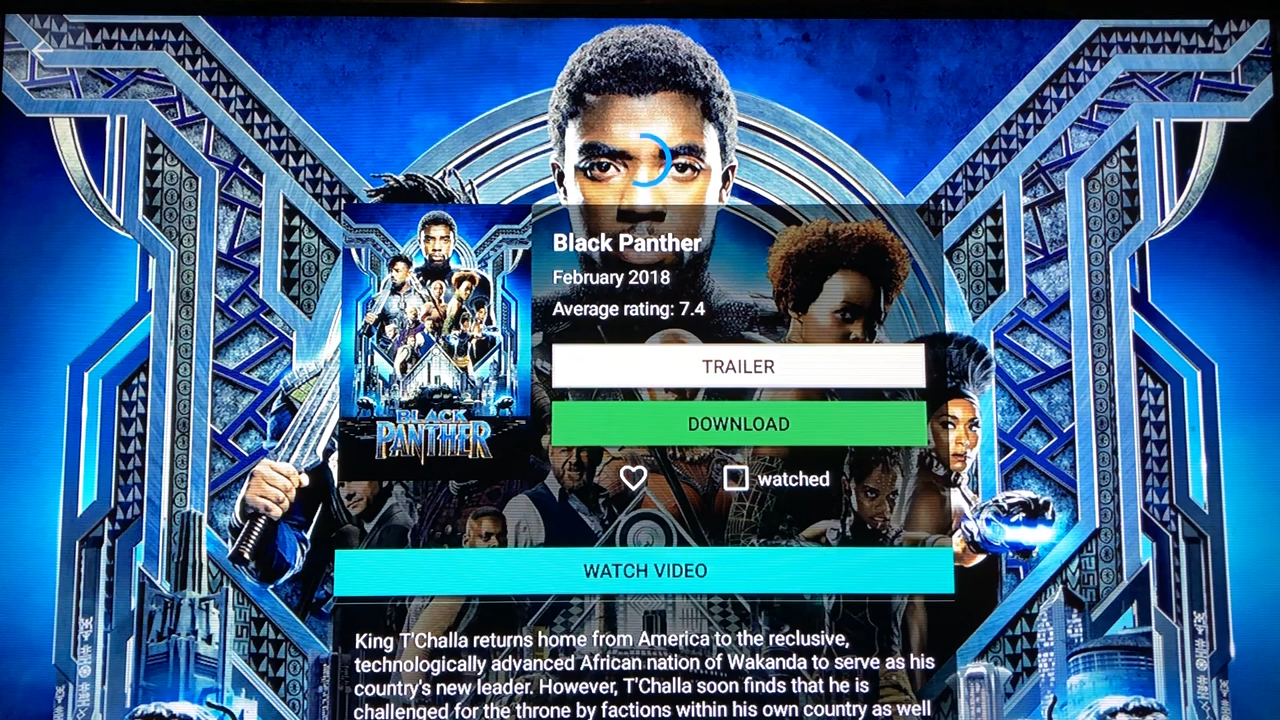 Black Panther
February 2018
Average rating: 7.4
TRAILER
DOWNLOAD
BLACK
PANTHER
watched
WATCH VIDEO
King T'Challa returns home from America to the reclusive,
technologically advanced African nation of Wakanda to serve as his
country's new leader. However, T'Challa soon finds that he is
challenged for the throne by factions within his own country as well